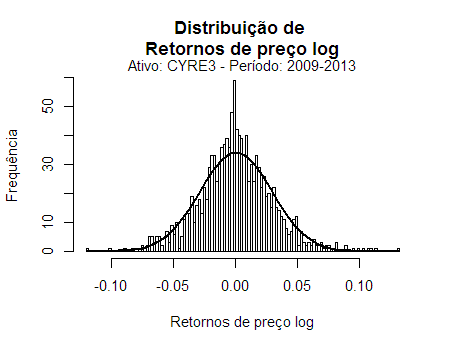 Distribuição de
Retornos de preço log
Ativo: CYRE3 - Período: 2009-2013
Frequência
50
30
10
0
-0.10 -0.05 0.00 0.05 0.10
Retornos de preço log